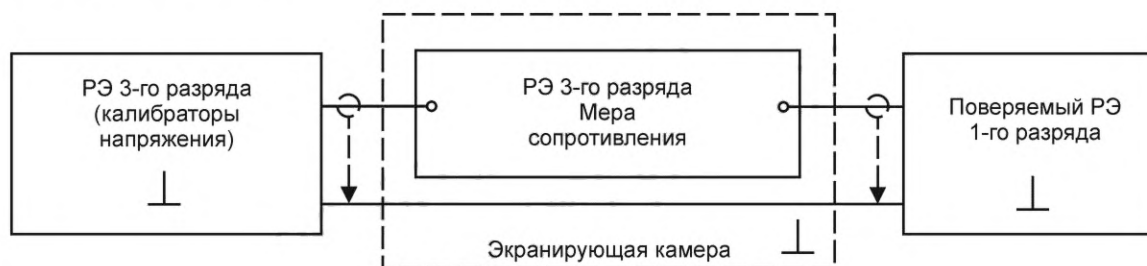 РЭ 3-го разряда
(калибраторы
напряжения)
РЭ 3-го разряда
Мера
сопротивления
Поверяемый РЭ
1-го разряда
Экранирующая камера